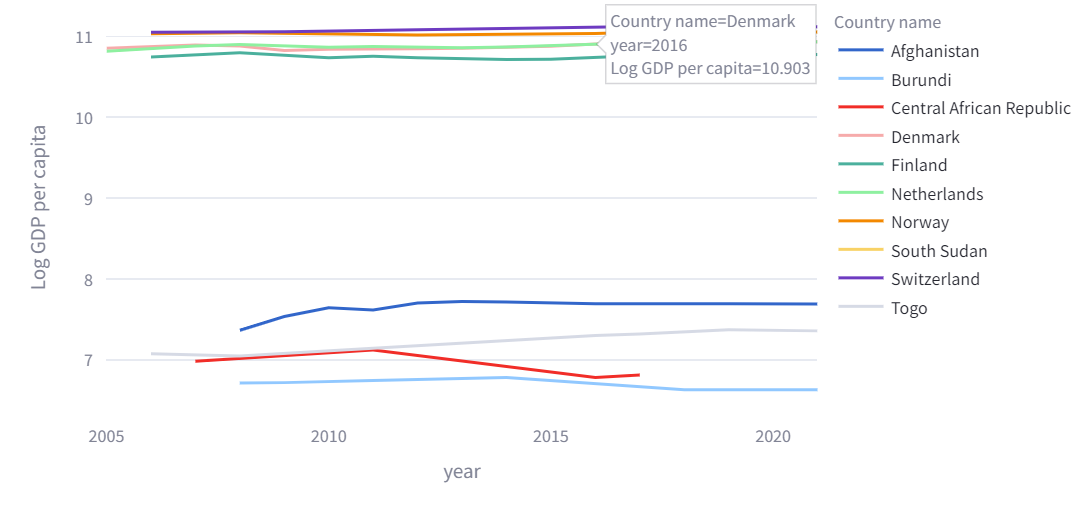 Country name=Denmark
year=2016
Log GDP per capita=10.903
Country name
Afghanistan
Burundi
Central African Republic
Denmark
Finland
Netherlands
Norway
South Sudan
Switzerland
Togo
Log GDP per capita
11
10
9
8
7
2005
2010
2015
2020
year